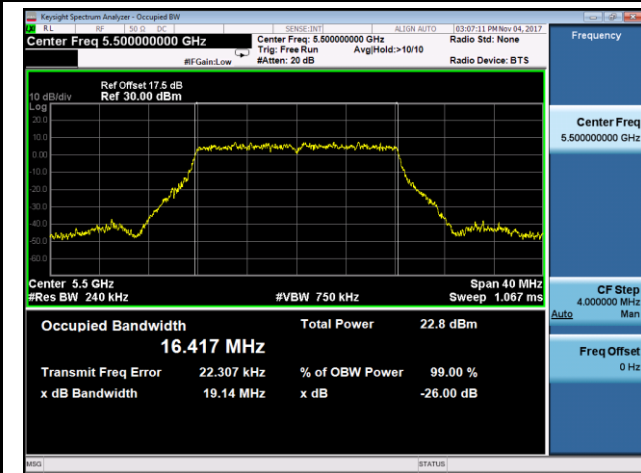 Keysight Spectrum Analyzer - Occupied BW
RL RF 50 Ω DC SENSE:INT ALIGN AUTO 03:07:11 PM Nov 04, 2017
Center Freq 5.500000000 GHz
Center Freq: 5.500000000 GHz Radio Std: None
Trig: Free Run Avg|Hold:>10/10
#IFGain:Low #Atten: 20 dB Radio Device: BTS
Ref Offset 17.5 dB
10 dB/div Ref 30.00 dBm
Log
20.0
10.0
0.00
-10.0
-20.0
-30.0
-40.0
-50.0
-60.0
Center 5.5 GHz Span 40 MHz
#Res BW 240 kHz #VBW 750 kHz Sweep 1.067 ms
Occupied Bandwidth Total Power 22.8 dBm
16.417 MHz
Transmit Freq Error 22.307 kHz % of OBW Power 99.00 %
x dB Bandwidth 19.14 MHz x dB -26.00 dB
MSG STATUS
Frequency
Center Freq
5.500000000 GHz
CF Step
4.000000 MHz
Auto Man
Freq Offset
0 Hz